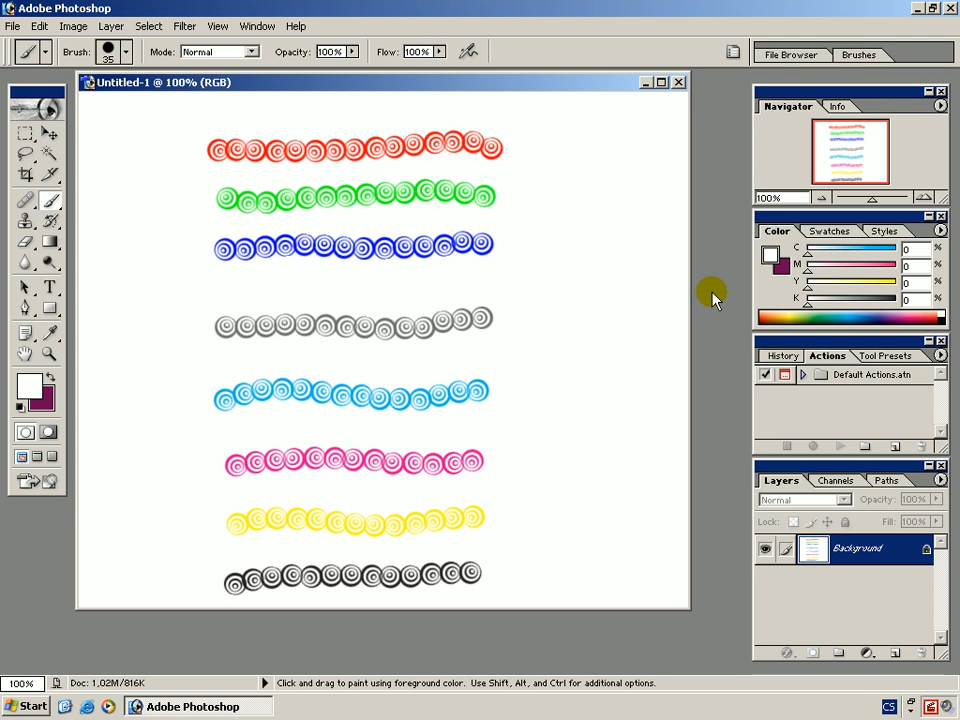 Adobe Photoshop
File Edit Image Layer Select Filter View Window Help
Brush: 35 Mode: Normal Opacity: 100% Flow: 100% File Browser Brushes
Untitled-1 @ 100% (RGB)
Navigator Info
100%
Color Swatches Styles
C 0 %
M 0 %
Y 0 %
K 0 %
History Actions Tool Presets
Default Actions.atn
Layers Channels Paths
Normal Opacity: 100%
Lock: Fill: 100%
Background
T
100% Doc: 1,02M/816K Click and drag to paint using foreground color. Use Shift, Alt, and Ctrl for additional options.
Start Adobe Photoshop CS